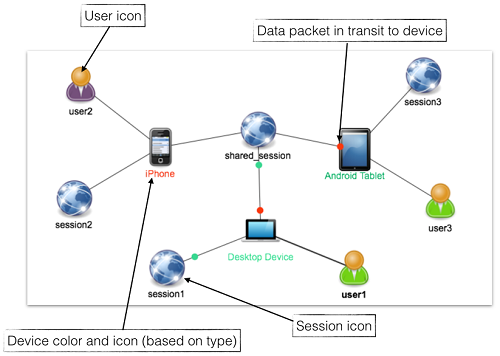 User icon
Data packet in transit to device
user2
session3
shared_session
iPhone
Android Tablet
session2
user3
Desktop Device
session1
user1
Session icon
Device color and icon (based on type)